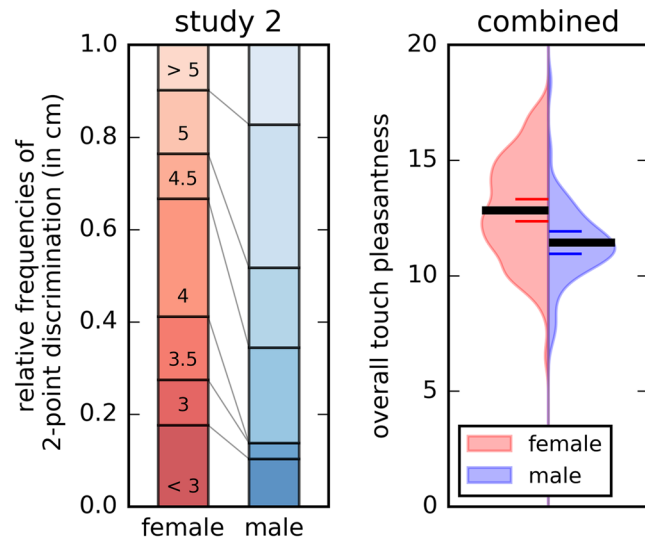 study 2
combined
relative frequencies of
2-point discrimination (in cm)
1.0
0.8
0.6
0.4
0.2
0.0
> 5
5
4.5
4
3.5
3
< 3
female
male
overall touch pleasantness
20
15
10
5
0
female
male